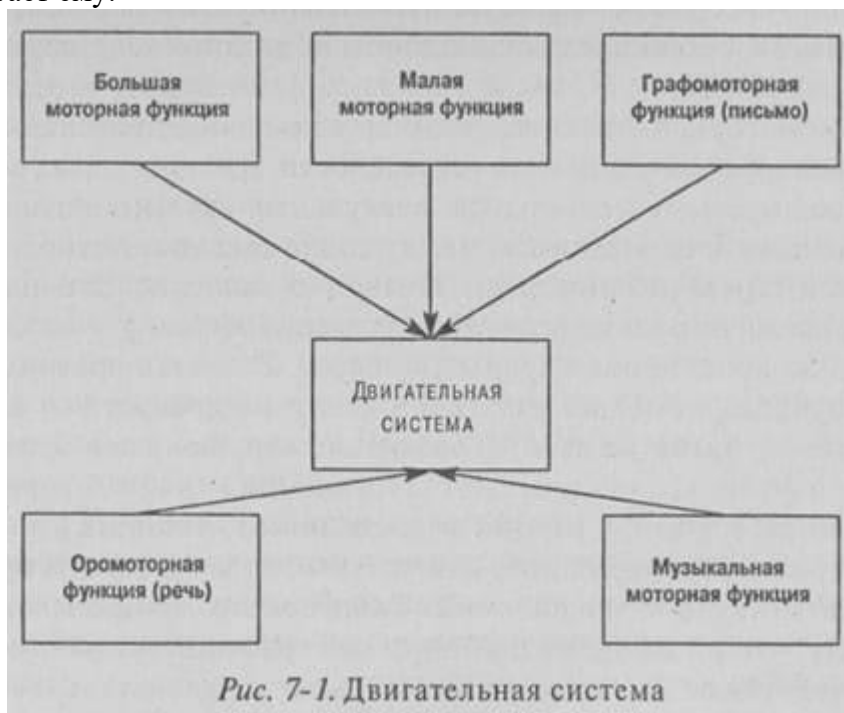 Большая
моторная функция
Малая
моторная функция
Графомоторная
функция (письмо)
Двигательная
система
Оромоторная
функция (речь)
Музыкальная
моторная функция
Рис. 7-1. Двигательная система